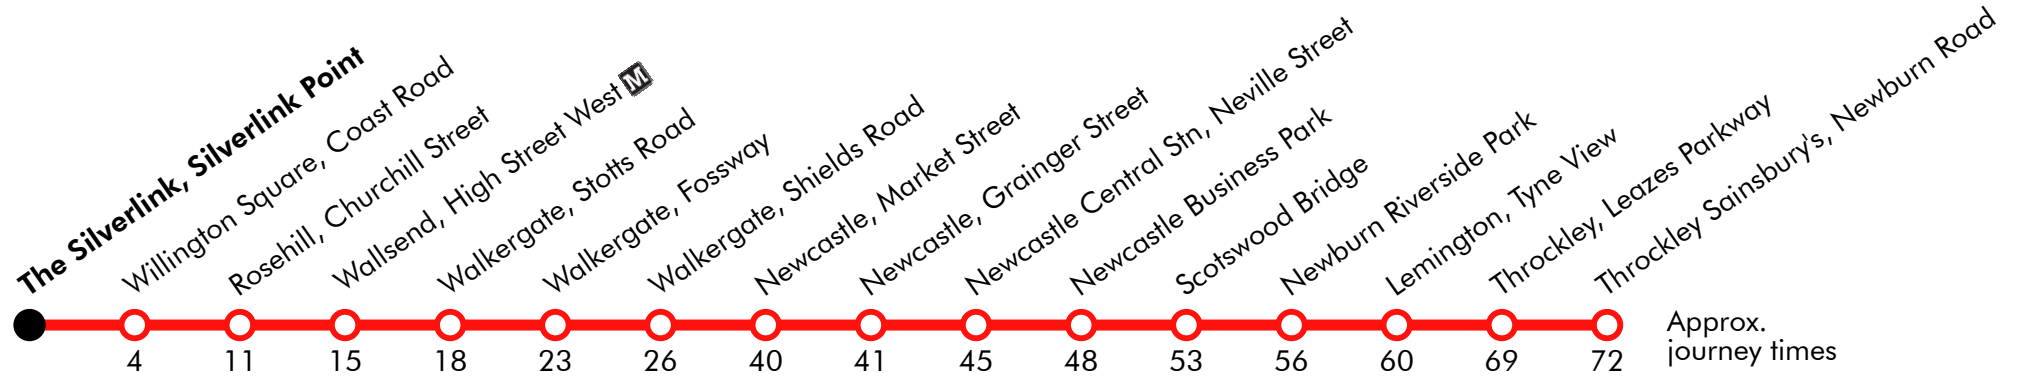 The Silverlink, Silverlink Point
Willington Square, Coast Road
Rosehill, Churchill Street
Wallsend, High Street West M
Walkergate, Stotts Road
Walkergate, Fossway
Walkergate, Shields Road
Newcastle, Market Street
Newcastle, Grainger Street
Newcastle Central Stn, Neville Street
Newcastle Business Park
Scotswood Bridge
Newburn Riverside Park
Lemington, Tyne View
Throckley, Leazes Parkway
Throckley Sainsbury's, Newburn Road
4 11 15 18 23 26 40 41 45 48 53 56 60 69 72
Approx.
journey times